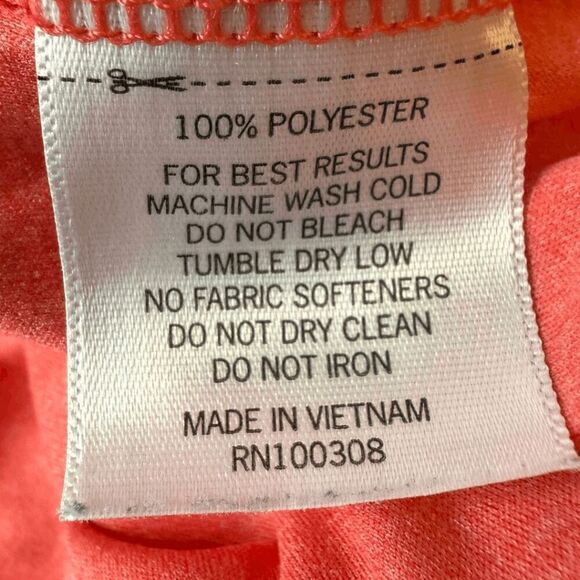 100% POLYESTER
FOR BEST RESULTS
MACHINE WASH COLD
DO NOT BLEACH
TUMBLE DRY LOW
NO FABRIC SOFTENERS
DO NOT DRY CLEAN
DO NOT IRON
MADE IN VIETNAM
RN100308